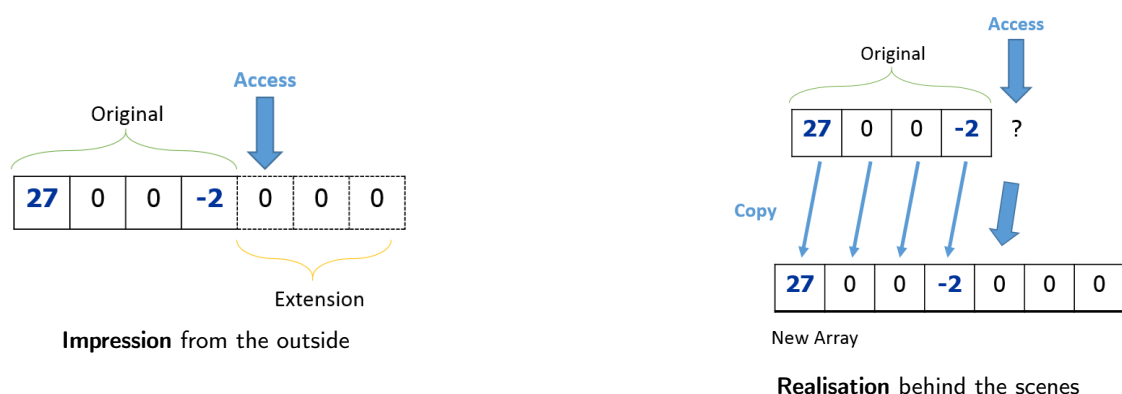 Access
Original
27 0 0 -2 0 0 0
Extension
Impression from the outside
Access
Original
27 0 0 -2 ?
Copy
27 0 0 -2 0 0 0
New Array
Realisation behind the scenes